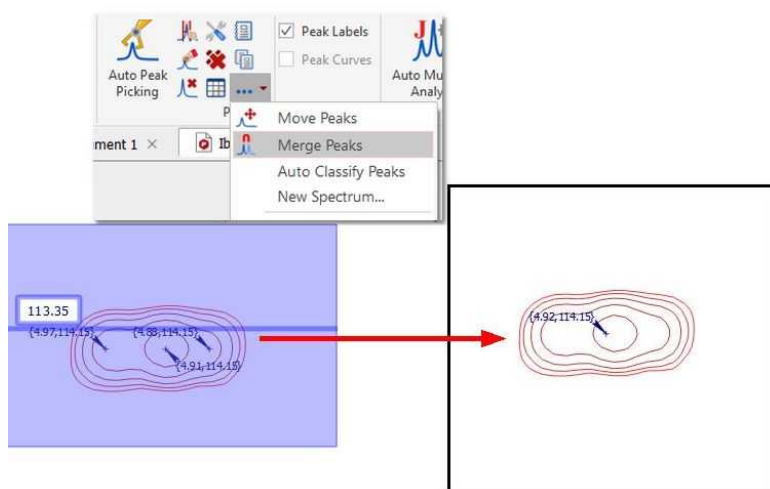 Peak Labels
Auto Peak
Picking
Peak Curves
Auto Mu
Analy
P
Move Peaks
ment 1 ×
Ib
Merge Peaks
Auto Classify Peaks
New Spectrum...
113.35
{4.97,114.15}
{4.88,114.15}
{4.91,114.15}
{4.92,114.15}